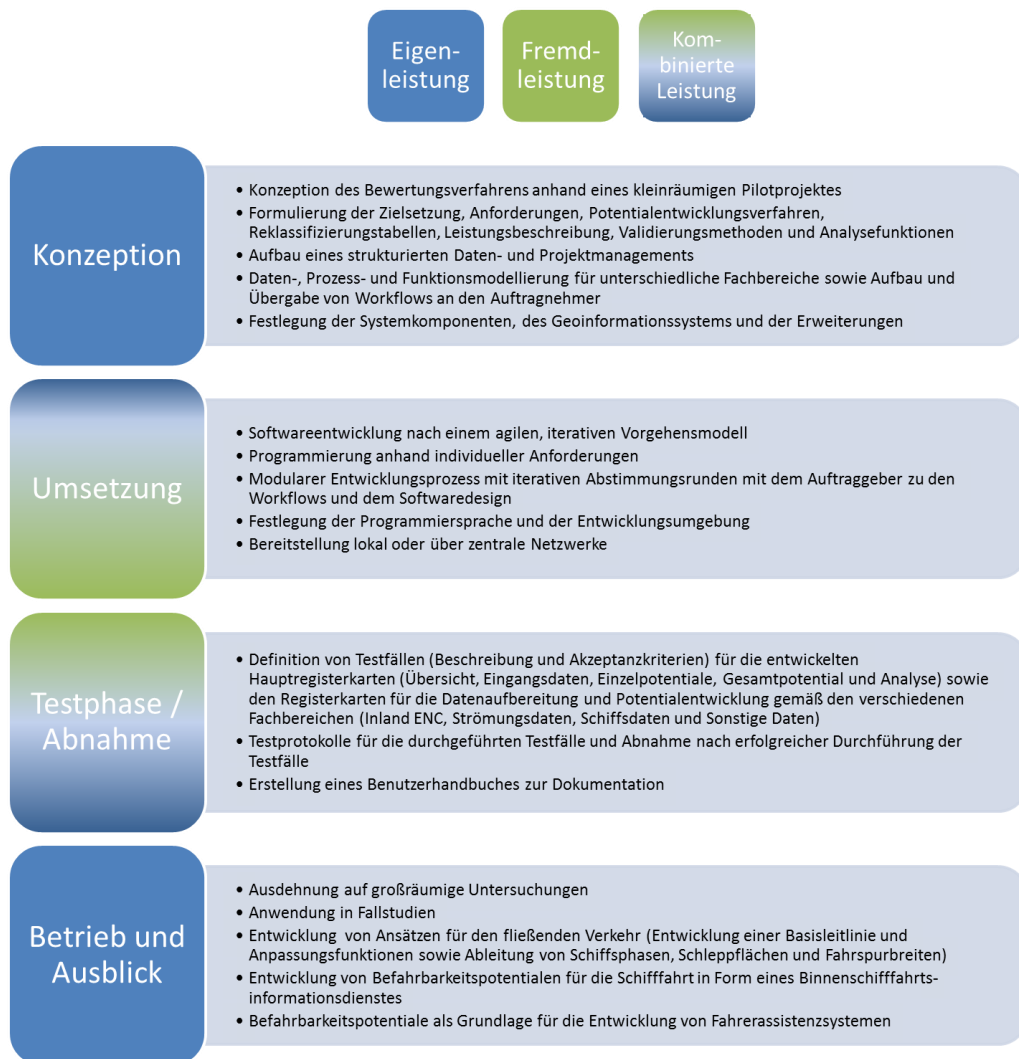 Eigen-
leistung
Fremd-
leistung
Kom-
binierte
Leistung
Konzeption
• Konzeption des Bewertungsverfahrens anhand eines kleinräumigen Pilotprojektes
• Formulierung der Zielsetzung, Anforderungen, Potentialentwicklungsverfahren,
Reklassifizierungstabellen, Leistungsbeschreibung, Validierungsmethoden und Analysefunktionen
• Aufbau eines strukturierten Daten- und Projektmanagements
• Daten-, Prozess- und Funktionsmodellierung für unterschiedliche Fachbereiche sowie Aufbau und
Übergabe von Workflows an den Auftragnehmer
• Festlegung der Systemkomponenten, des Geoinformationssystems und der Erweiterungen
Umsetzung
• Softwareentwicklung nach einem agilen, iterativen Vorgehensmodell
• Programmierung anhand individueller Anforderungen
• Modularer Entwicklungsprozess mit iterativen Abstimmungsrunden mit dem Auftraggeber zu den
Workflows und dem Softwaredesign
• Festlegung der Programmiersprache und der Entwicklungsumgebung
• Bereitstellung lokal oder über zentrale Netzwerke
Testphase /
Abnahme
• Definition von Testfällen (Beschreibung und Akzeptanzkriterien) für die entwickelten
Hauptregisterkarten (Übersicht, Eingangsdaten, Einzelpotentiale, Gesamtpotential und Analyse) sowie
den Registerkarten für die Datenaufbereitung und Potentialentwicklung gemäß den verschiedenen
Fachbereichen (Inland ENC, Strömungsdaten, Schiffsdaten und Sonstige Daten)
• Testprotokolle für die durchgeführten Testfälle und Abnahme nach erfolgreicher Durchführung der
Testfälle
• Erstellung eines Benutzerhandbuches zur Dokumentation
Betrieb und
Ausblick
• Ausdehnung auf großräumige Untersuchungen
• Anwendung in Fallstudien
• Entwicklung von Ansätzen für den fließenden Verkehr (Entwicklung einer Basisleitlinie und
Anpassungsfunktionen sowie Ableitung von Schiffsphasen, Schleppflächen und Fahrspurbreiten)
• Entwicklung von Befahrbarkeitspotentialen für die Schifffahrt in Form eines Binnenschifffahrts-
informationsdienstes
• Befahrbarkeitspotentiale als Grundlage für die Entwicklung von Fahrerassistenzsystemen